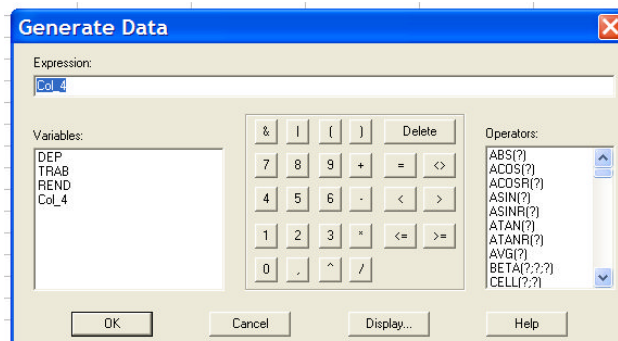 Generate Data
Expression:
Col_4
Variables:
DEP
TRAB
REND
Col_4
& | ( ) Delete
7 8 9 + = <>
4 5 6 - < >
1 2 3 * <= >=
0 , ^ /
Operators:
ABS(?)
ACOS(?)
ACOSR(?)
ASIN(?)
ASINR(?)
ATAN(?)
ATANR(?)
AVG(?)
BETA(?;?;?)
CELL(?;?)
OK Cancel Display... Help